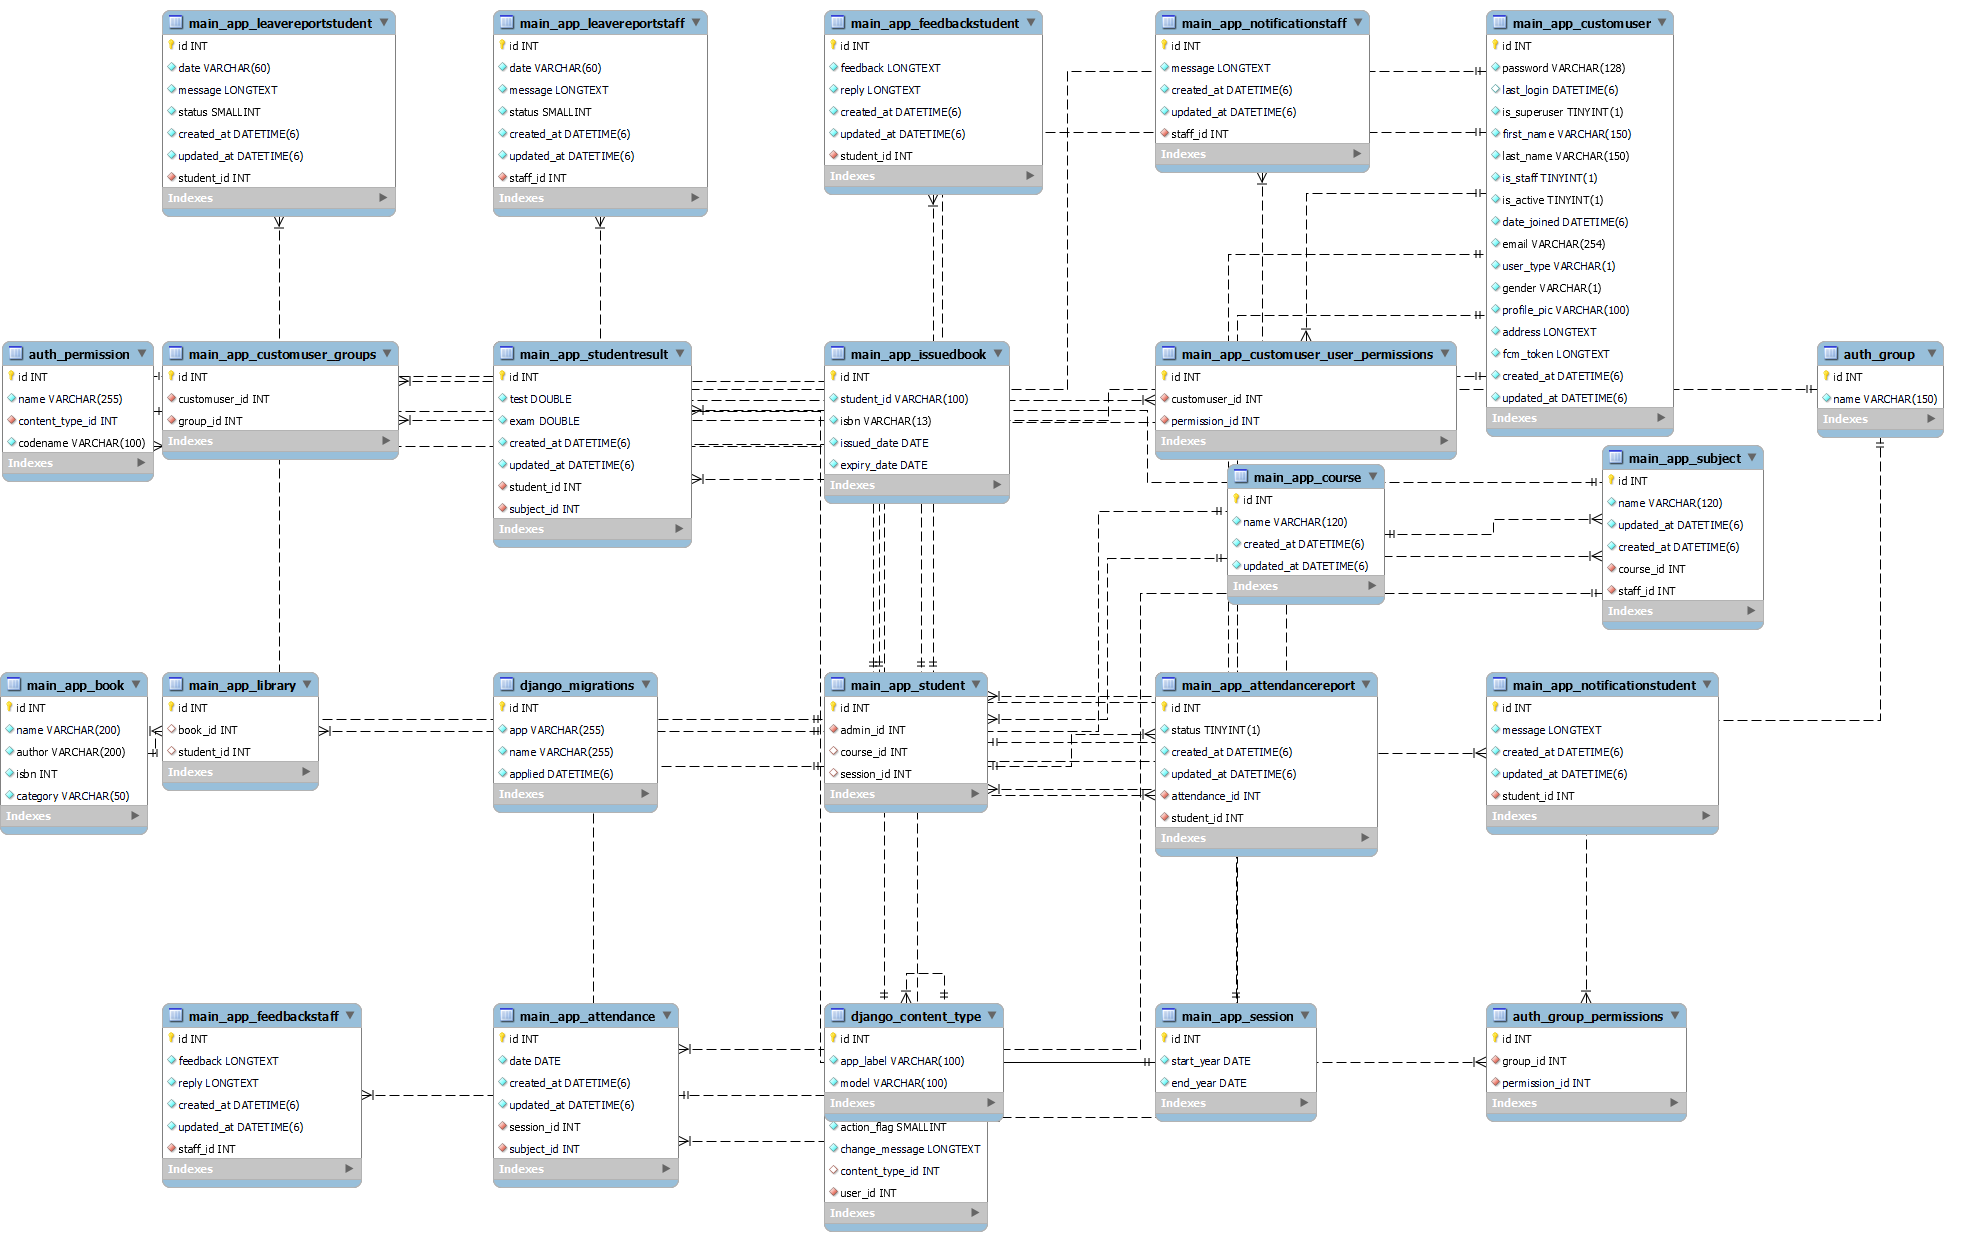 main_app_leavereportstudent
id INT
date VARCHAR(60)
message LONGTEXT
status SMALLINT
created_at DATETIME(6)
updated_at DATETIME(6)
student_id INT
Indexes
main_app_leavereportstaff
id INT
date VARCHAR(60)
message LONGTEXT
status SMALLINT
created_at DATETIME(6)
updated_at DATETIME(6)
staff_id INT
Indexes
main_app_feedbackstudent
id INT
feedback LONGTEXT
reply LONGTEXT
created_at DATETIME(6)
updated_at DATETIME(6)
student_id INT
Indexes
main_app_notificationstaff
id INT
message LONGTEXT
created_at DATETIME(6)
updated_at DATETIME(6)
staff_id INT
Indexes
main_app_customuser
id INT
password VARCHAR(128)
last_login DATETIME(6)
is_superuser TINYINT(1)
first_name VARCHAR(150)
last_name VARCHAR(150)
is_staff TINYINT(1)
is_active TINYINT(1)
date_joined DATETIME(6)
email VARCHAR(254)
user_type VARCHAR(1)
gender VARCHAR(1)
profile_pic VARCHAR(100)
address LONGTEXT
fcm_token LONGTEXT
created_at DATETIME(6)
updated_at DATETIME(6)
Indexes
auth_permission
id INT
name VARCHAR(255)
content_type_id INT
codename VARCHAR(100)
Indexes
main_app_customuser_groups
id INT
customuser_id INT
group_id INT
Indexes
main_app_studentresult
id INT
test DOUBLE
exam DOUBLE
created_at DATETIME(6)
updated_at DATETIME(6)
student_id INT
subject_id INT
Indexes
main_app_issuedbook
id INT
student_id VARCHAR(100)
isbn VARCHAR(13)
issued_date DATE
expiry_date DATE
Indexes
main_app_customuser_user_permissions
id INT
customuser_id INT
permission_id INT
Indexes
auth_group
id INT
name VARCHAR(150)
Indexes
main_app_course
id INT
name VARCHAR(120)
created_at DATETIME(6)
updated_at DATETIME(6)
Indexes
main_app_subject
id INT
name VARCHAR(120)
updated_at DATETIME(6)
created_at DATETIME(6)
course_id INT
staff_id INT
Indexes
main_app_book
id INT
name VARCHAR(200)
author VARCHAR(200)
isbn INT
category VARCHAR(50)
Indexes
main_app_library
id INT
book_id INT
student_id INT
Indexes
django_migrations
id INT
app VARCHAR(255)
name VARCHAR(255)
applied DATETIME(6)
Indexes
main_app_student
id INT
admin_id INT
course_id INT
session_id INT
Indexes
main_app_attendancereport
id INT
status TINYINT(1)
created_at DATETIME(6)
updated_at DATETIME(6)
attendance_id INT
student_id INT
Indexes
main_app_notificationstudent
id INT
message LONGTEXT
created_at DATETIME(6)
updated_at DATETIME(6)
student_id INT
Indexes
main_app_feedbackstaff
id INT
feedback LONGTEXT
reply LONGTEXT
created_at DATETIME(6)
updated_at DATETIME(6)
staff_id INT
Indexes
main_app_attendance
id INT
date DATE
created_at DATETIME(6)
updated_at DATETIME(6)
session_id INT
subject_id INT
Indexes
django_content_type
id INT
app_label VARCHAR(100)
model VARCHAR(100)
Indexes
action_flag SMALLINT
change_message LONGTEXT
content_type_id INT
user_id INT
Indexes
main_app_session
id INT
start_year DATE
end_year DATE
Indexes
auth_group_permissions
id INT
group_id INT
permission_id INT
Indexes